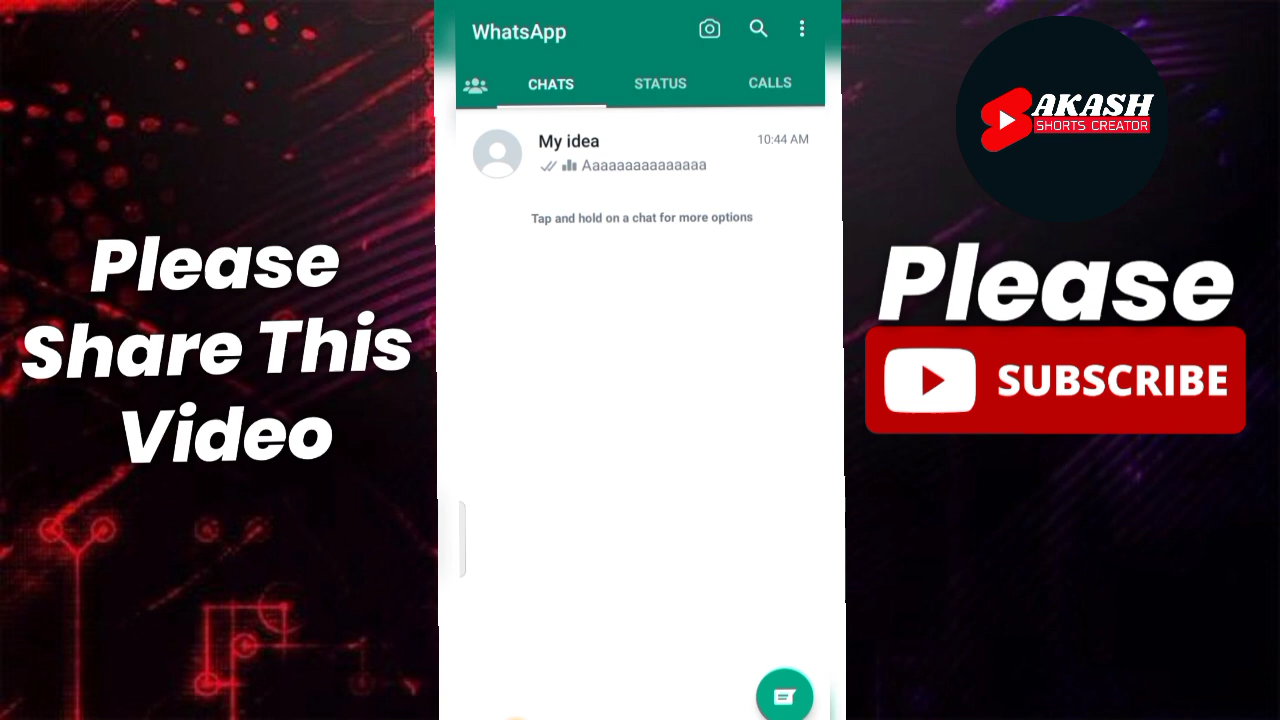 WhatsApp
CHATS
STATUS
CALLS
My idea
10:44 AM
Aaaaaaaaaaaaaaa
Tap and hold on a chat for more options
Please
Share This
Video
AKASH
SHORTS CREATOR
Please
SUBSCRIBE